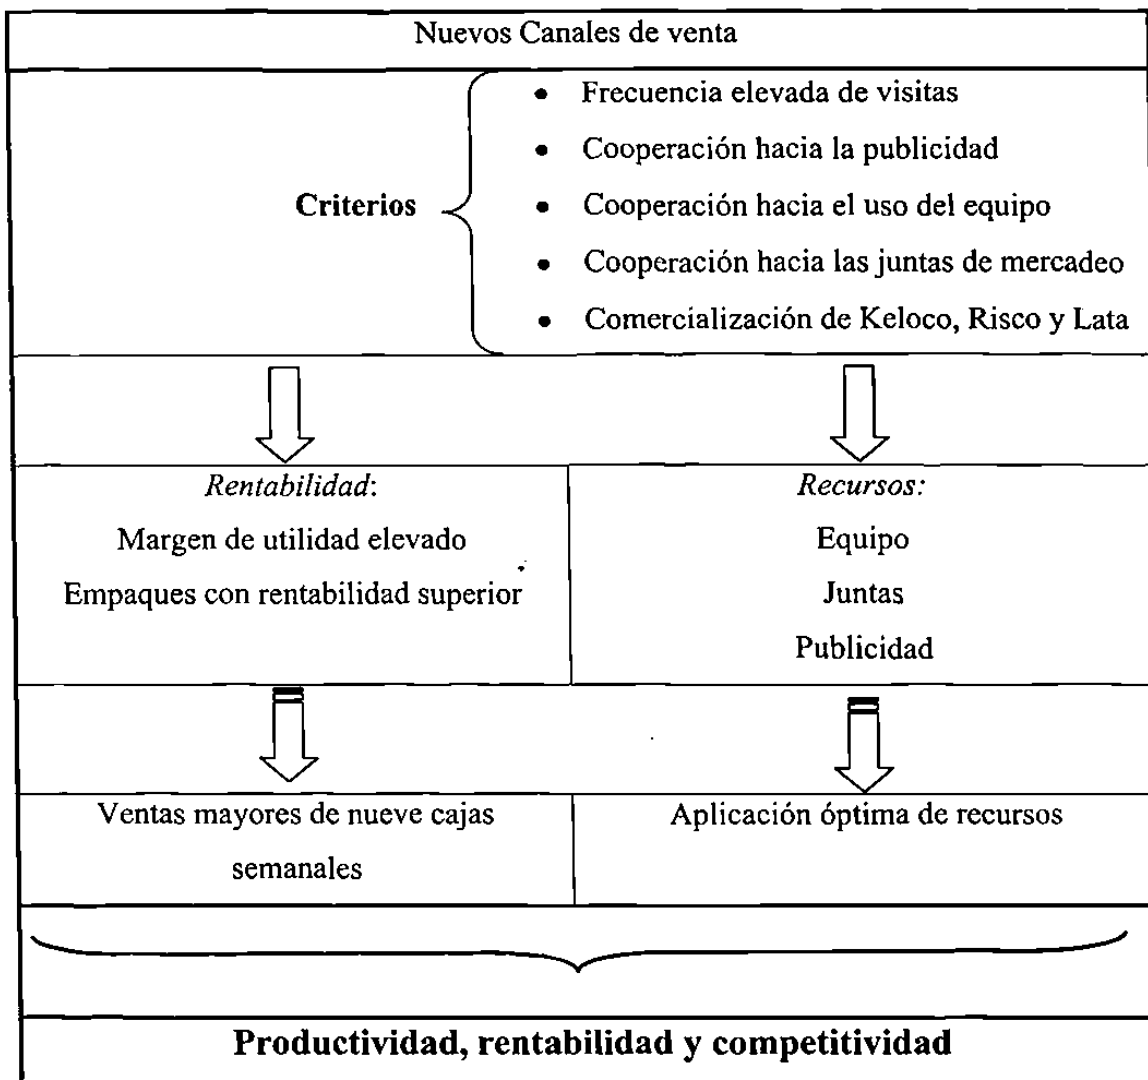 Nuevos Canales de venta
Criterios
• Frecuencia elevada de visitas
• Cooperación hacia la publicidad
• Cooperación hacia el uso del equipo
• Cooperación hacia las juntas de mercadeo
• Comercialización de Keloco, Risco y Lata
Rentabilidad:
Margen de utilidad elevado
Empaques con rentabilidad superior
Recursos:
Equipo
Juntas
Publicidad
Ventas mayores de nueve cajas
semanales
Aplicación óptima de recursos
Productividad, rentabilidad y competitividad